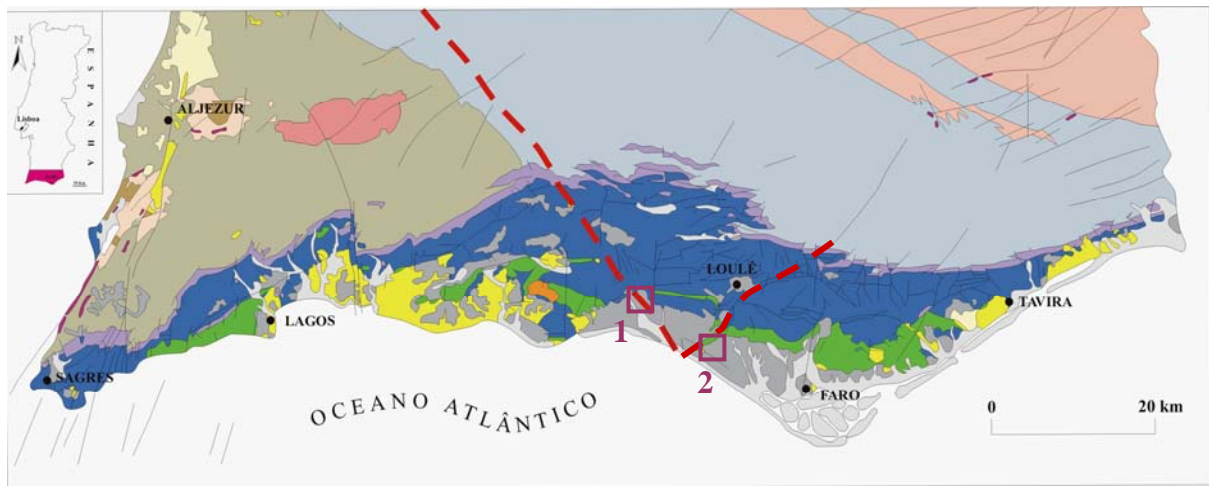 N
Lisboa
ESPANHA
ALJEZUR
LOULÉ
LAGOS
1
TAVIRA
2
SAGRES
FARO
OCEANO ATLÂNTICO
0 20 km